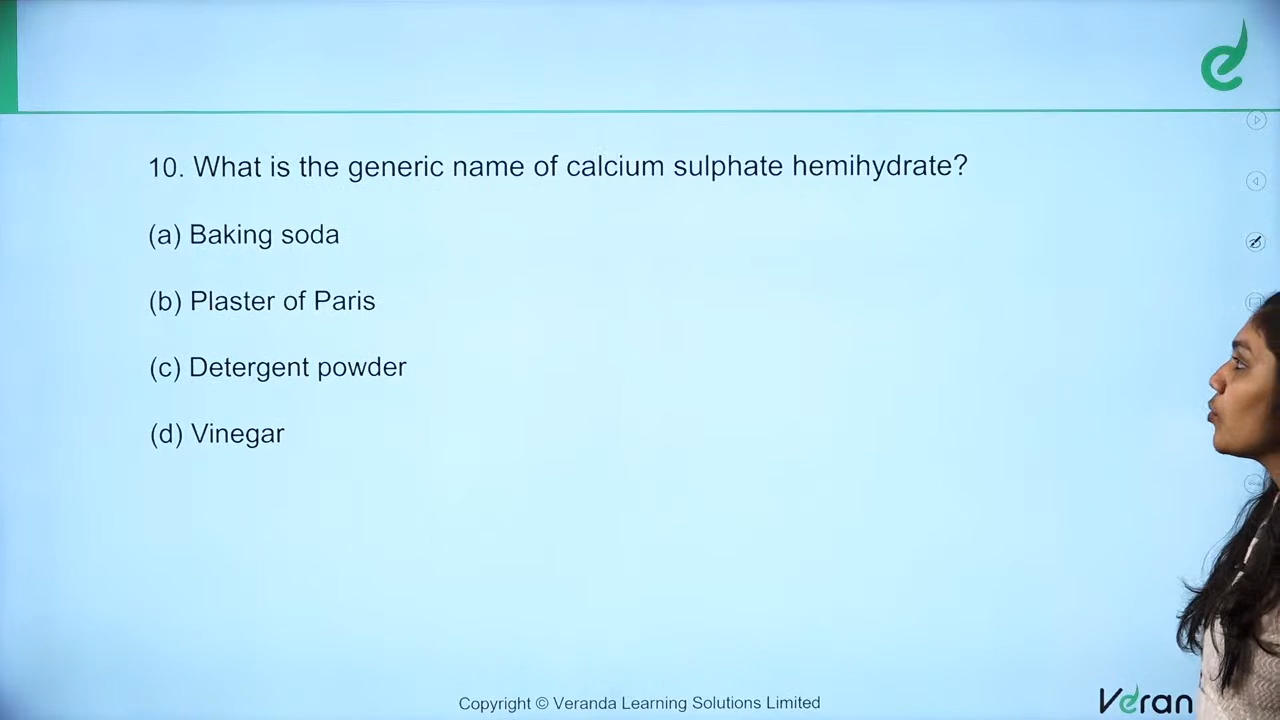 10. What is the generic name of calcium sulphate hemihydrate?
(a) Baking soda
(b) Plaster of Paris
(c) Detergent powder
(d) Vinegar
Copyright © Veranda Learning Solutions Limited
Veran